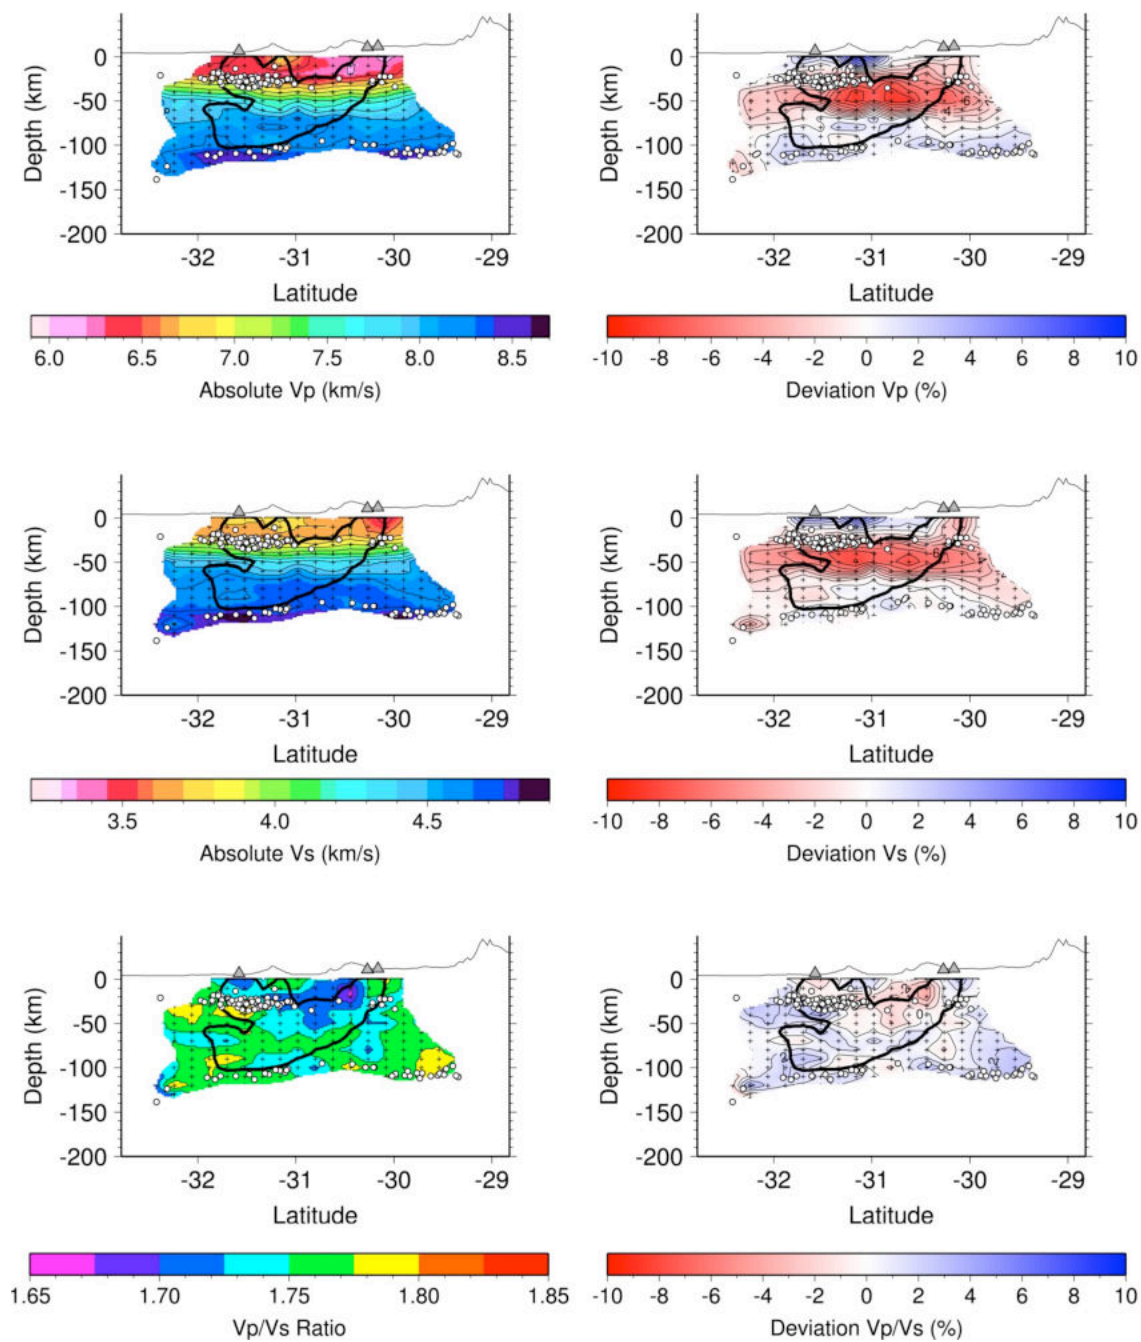 0
-50
-100
-150
-200
Depth (km)
-32 -31 -30 -29
Latitude
6.0 6.5 7.0 7.5 8.0 8.5
Absolute Vp (km/s)
0
-50
-100
-150
-200
Depth (km)
-32 -31 -30 -29
Latitude
-10 -8 -6 -4 -2 0 2 4 6 8 10
Deviation Vp (%)
0
-50
-100
-150
-200
Depth (km)
-32 -31 -30 -29
Latitude
3.5 4.0 4.5
Absolute Vs (km/s)
0
-50
-100
-150
-200
Depth (km)
-32 -31 -30 -29
Latitude
-10 -8 -6 -4 -2 0 2 4 6 8 10
Deviation Vs (%)
0
-50
-100
-150
-200
Depth (km)
-32 -31 -30 -29
Latitude
1.65 1.70 1.75 1.80 1.85
Vp/Vs Ratio
0
-50
-100
-150
-200
Depth (km)
-32 -31 -30 -29
Latitude
-10 -8 -6 -4 -2 0 2 4 6 8 10
Deviation Vp/Vs (%)